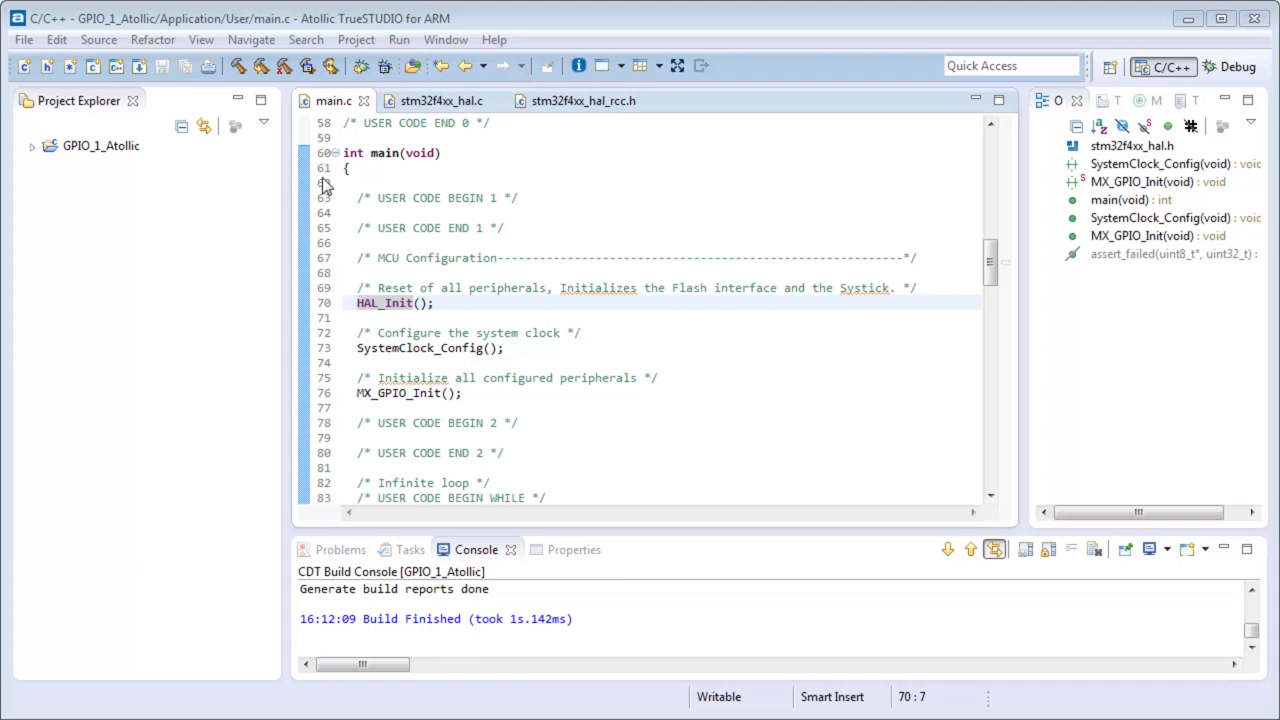 C/C++ - GPIO_1_Atollic/Application/User/main.c - Atollic TrueSTUDIO for ARM
File Edit Source Refactor View Navigate Search Project Run Window Help
Quick Access
C/C++
Debug
Project Explorer
GPIO_1_Atollic
main.c
stm32f4xx_hal.c
stm32f4xx_hal_rcc.h
58 /* USER CODE END 0 */
59
60 int main(void)
61 {
63 /* USER CODE BEGIN 1 */
64
65 /* USER CODE END 1 */
66
67 /* MCU Configuration----------------------------------------------------------*/
68
69 /* Reset of all peripherals, Initializes the Flash interface and the Systick. */
70 HAL_Init();
71
72 /* Configure the system clock */
73 SystemClock_Config();
74
75 /* Initialize all configured peripherals */
76 MX_GPIO_Init();
77
78 /* USER CODE BEGIN 2 */
79
80 /* USER CODE END 2 */
81
82 /* Infinite loop */
83 /* USER CODE BEGIN WHILE */
O
T
M
T
stm32f4xx_hal.h
SystemClock_Config(void) : voic
MX_GPIO_Init(void) : void
main(void) : int
SystemClock_Config(void) : voic
MX_GPIO_Init(void) : void
assert_failed(uint8_t*, uint32_t) :
Problems
Tasks
Console
Properties
CDT Build Console [GPIO_1_Atollic]
Generate build reports done
16:12:09 Build Finished (took 1s.142ms)
Writable
Smart Insert
70 : 7